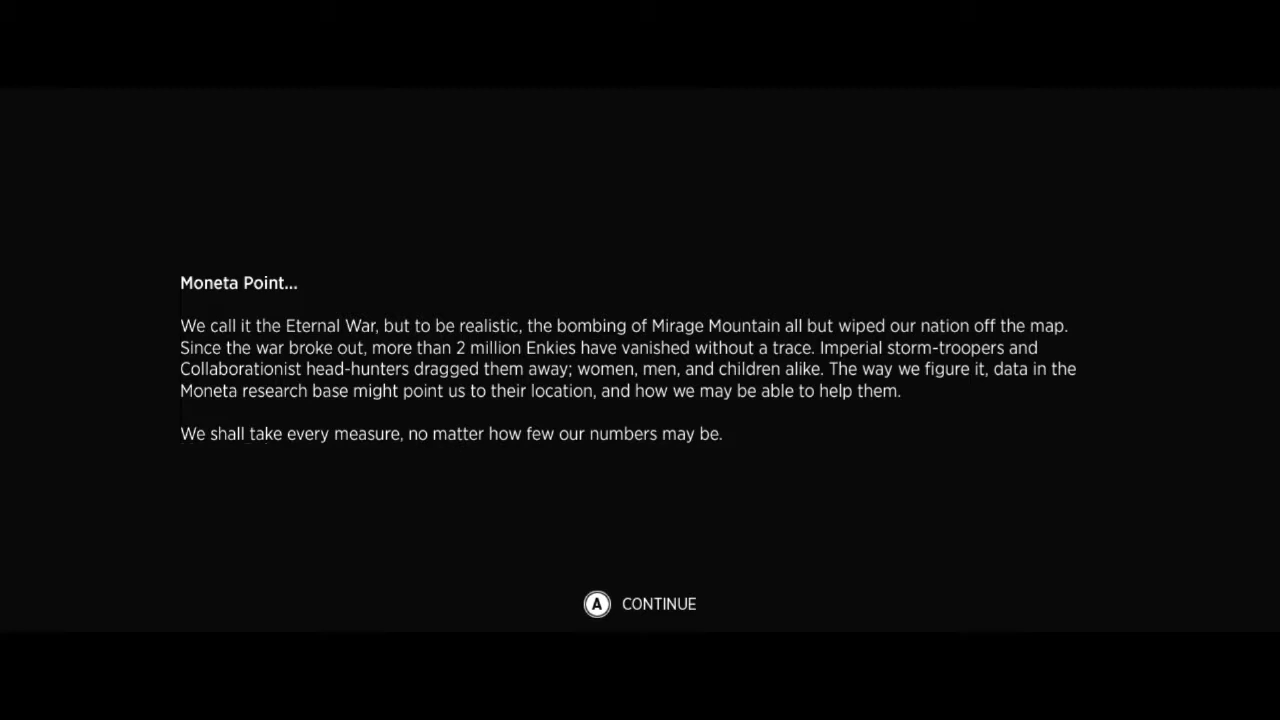 Moneta Point...
We call it the Eternal War, but to be realistic, the bombing of Mirage Mountain all but wiped our nation off the map.
Since the war broke out, more than 2 million Enkies have vanished without a trace. Imperial storm-troopers and
Collaborationist head-hunters dragged them away; women, men, and children alike. The way we figure it, data in the
Moneta research base might point us to their location, and how we may be able to help them.
We shall take every measure, no matter how few our numbers may be.
A CONTINUE